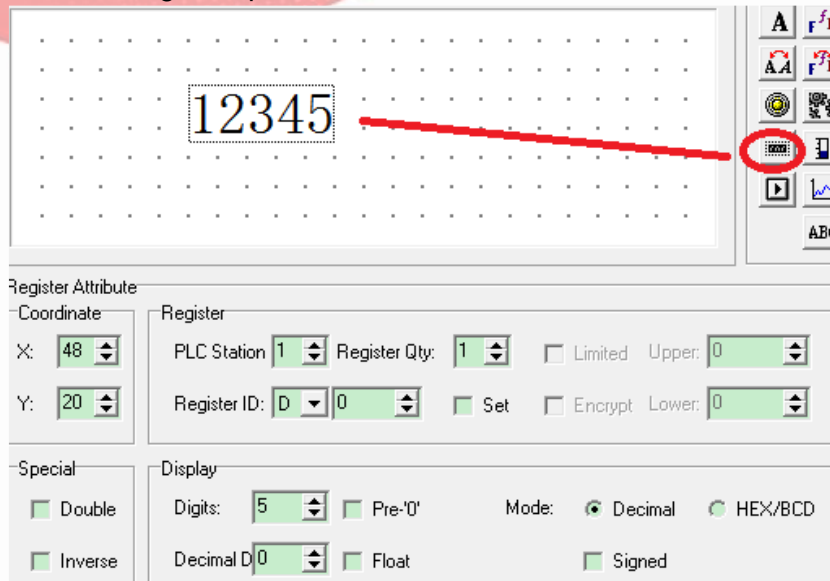 A
12345
AB
Register Attribute
Coordinate
Register
X: 48
PLC Station 1 Register Qty: 1 Limited Upper: 0
Y: 20
Register ID: D 0 Set Encrypt Lower: 0
Special
Display
Double
Digits: 5 Pre-'0' Mode: Decimal HEX/BCD
Inverse
Decimal D 0 Float Signed